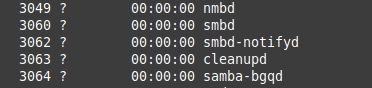 3049 ? 00:00:00 nmbd
3060 ? 00:00:00 smbd
3062 ? 00:00:00 smbd-notifyd
3063 ? 00:00:00 cleanupd
3064 ? 00:00:00 samba-bgqd